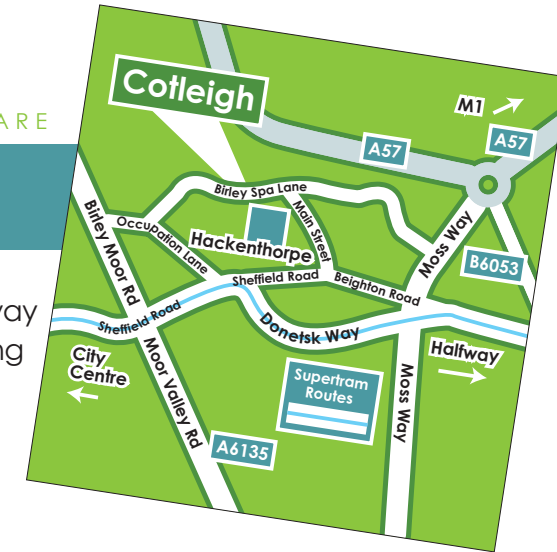 ARE
way
ng
Cotleigh
M1
A57
A57
Birley Spa Lane
Main Street
Occupation Lane
Hackenthorpe
Birley Moor Rd
Moss Way
B6053
Sheffield Road
Beighton Road
Sheffield Road
Donetsk Way
City
Centre
Moor Valley Rd
Halfway
Supertram
Routes
Moss Way
A6135